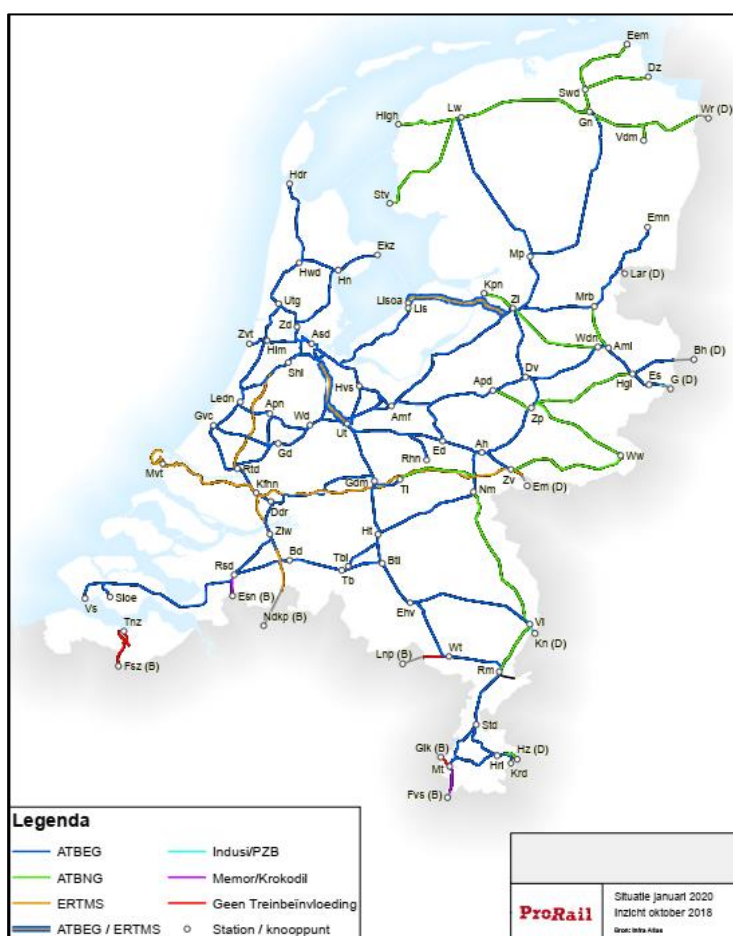 Eem
Dz
Swd
Gn
Wr (D)
Vdm
Lw
Stv
Hdr
Emn
Ekz
Hwd
Hn
Mp
Lar (D)
Kpn
Utg
Llsoa
Lls
Zl
Mrb
Zd
Asd
Zvt
Hlm
Wdn
Aml
Bh (D)
Shl
Es
G (D)
Hgl
Dv
Hvs
Apd
Ledn
Apn
Amf
Zp
Gvc
Wd
Ut
Gd
Ed
Ah
Rhn
Ww
Mvt
Rtd
Kfhn
Zv
Em (D)
Gdm
Tl
Nm
Ddr
Zlw
Ht
Bd
Tbl
Tb
Btl
Rsd
Esn (B)
Ndkp (B)
Sloe
Vs
Tnz
Fsz (B)
Ehv
Vl
Kn (D)
Lnp (B)
Wt
Rm
Std
Glk (B)
Mt
Hz (D)
Hrl
Krd
Fvs (B)
Legenda
ATBEG
Indusi/PZB
ATBNG
Memor/Krokodil
ERTMS
Geen Treinbeïnvloeding
ATBEG / ERTMS
Station / knooppunt
ProRail
Situatie januari 2020
Inzicht oktober 2018
Bron: Infra Atlas